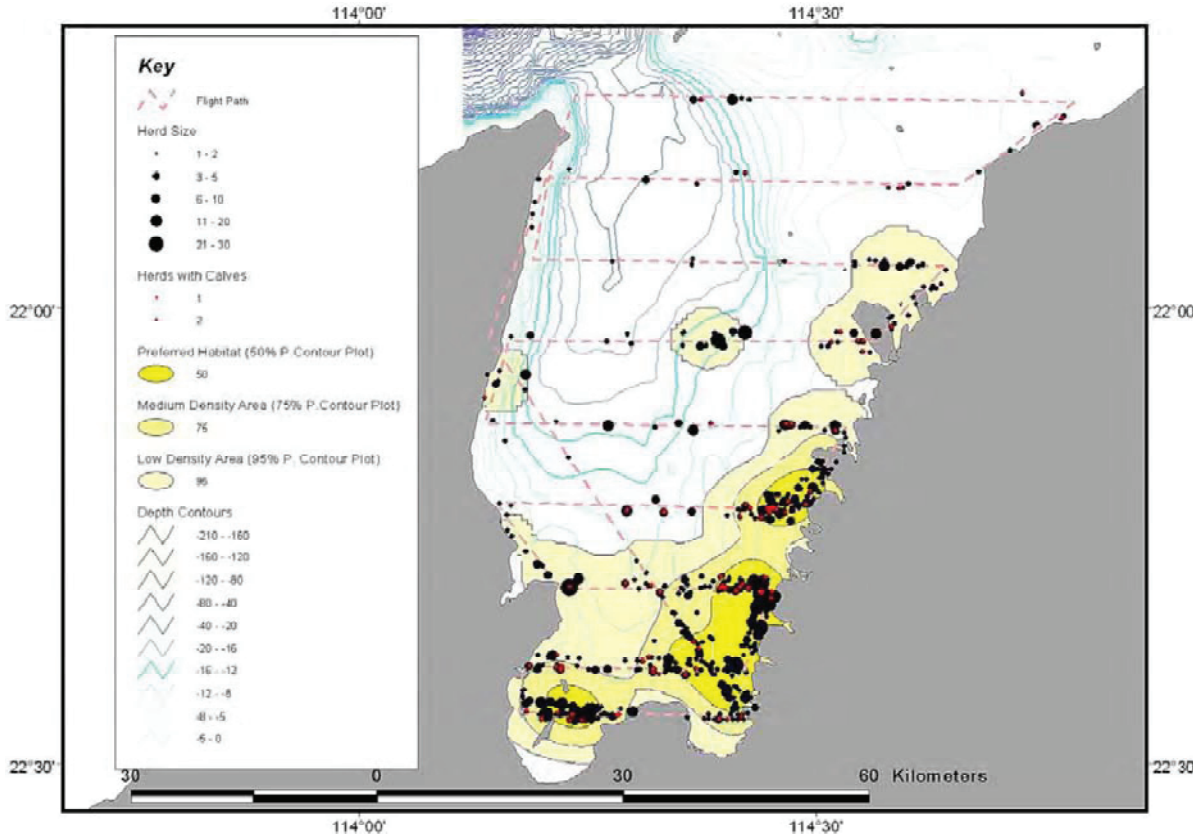 114°00' 114°30'
Key
Flight Path
Herd Size
1 - 2
3 - 5
6 - 10
11 - 20
21 - 30
Herds with Calves
1
2
22°00' 22°00'
Preferred Habitat (50% P.Contour Plot)
50
Medium Density Area (75% P.Contour Plot)
75
Low Density Area (95% P. Contour Plot)
95
Depth Contours
-210 - -160
-160 - -120
-120 - -80
-80 - -40
-40 - -20
-20 - -16
-16 - -12
-12 - -8
-8 - -5
-5 - 0
22°30' 22°30'
30 0 30 60 Kilometers
114°00' 114°30'